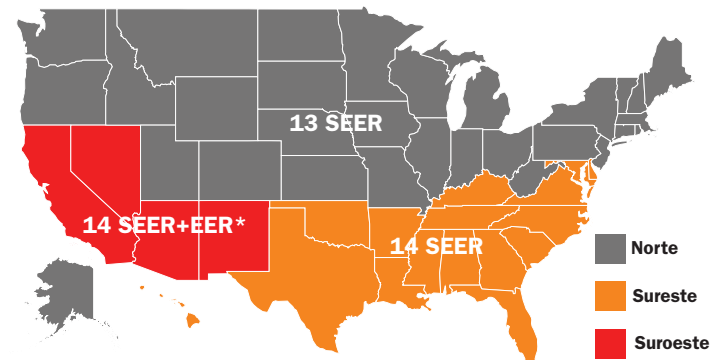 13 SEER
14 SEER+EER*
14 SEER
Norte
Sureste
Suroeste